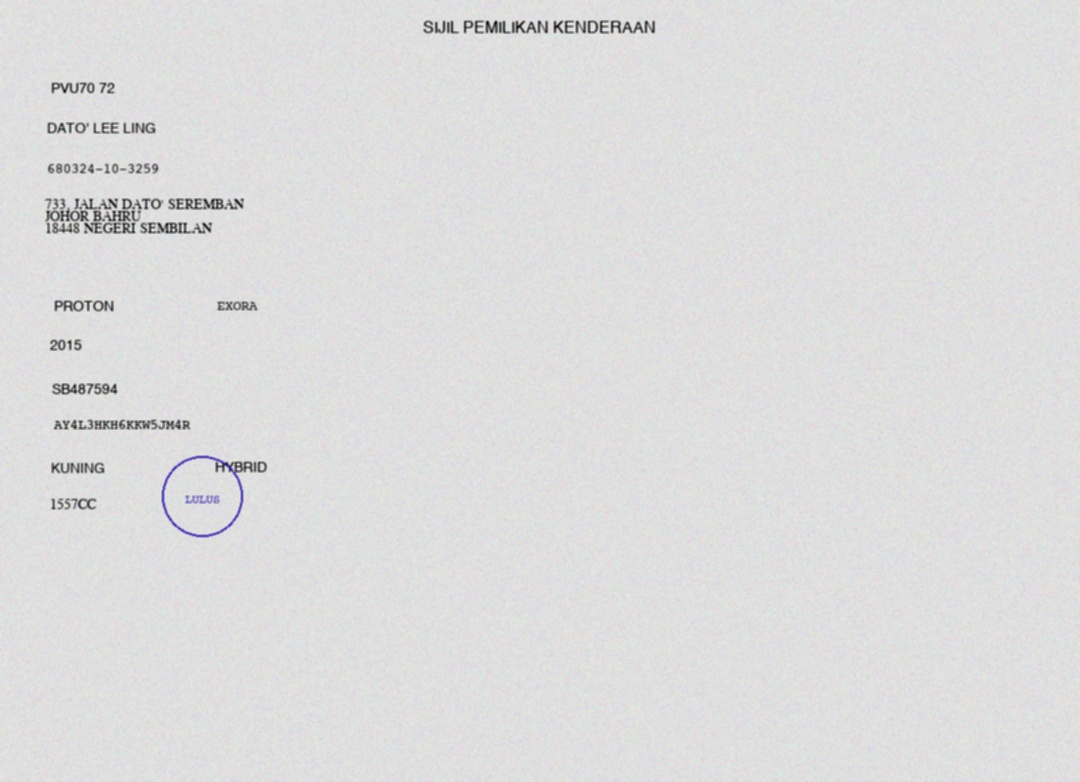 SIJIL PEMILIKAN KENDERAAN
PVU70 72
DATO' LEE LING
680324-10-3259
733, JALAN DATO' SEREMBAN
JOHOR BAHRU
18448 NEGERI SEMBILAN
PROTON EXORA
2015
SB487594
AY4L3HKH6KKW5JM4R
KUNING HYBRID
LULUS
1557CC